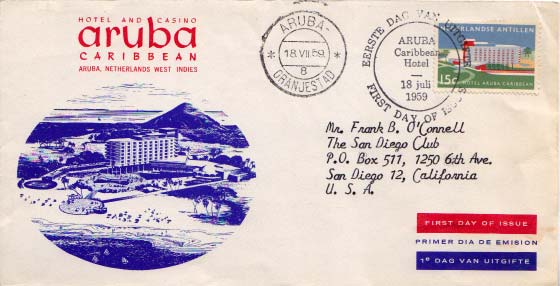 HOTEL AND CASINO
aruba
CARIBBEAN
ARUBA, NETHERLANDS WEST INDIES
ARUBA-
18.VII.59.
8
ORANJESTAD
EERSTE DAG VAN UITGIFTE
ARUBA
Caribbean
Hotel
18 juli
1959
FIRST DAY OF ISSUE
NEDERLANDSE ANTILLEN
15c
HOTEL ARUBA CARIBBEAN
Mr. Frank B. O'Connell
The San Diego Club
P.O. Box 511, 1250 6th Ave.
San Diego 12, California
U. S. A.
FIRST DAY OF ISSUE
PRIMER DIA DE EMISION
1e DAG VAN UITGIFTE